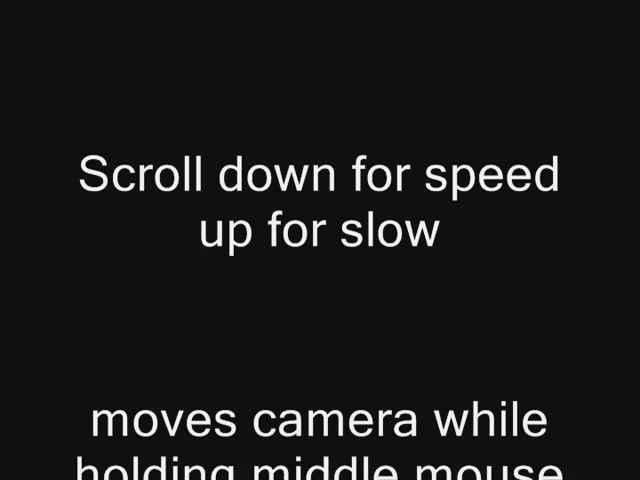 Scroll down for speed
up for slow
moves camera while
holding middle mouse